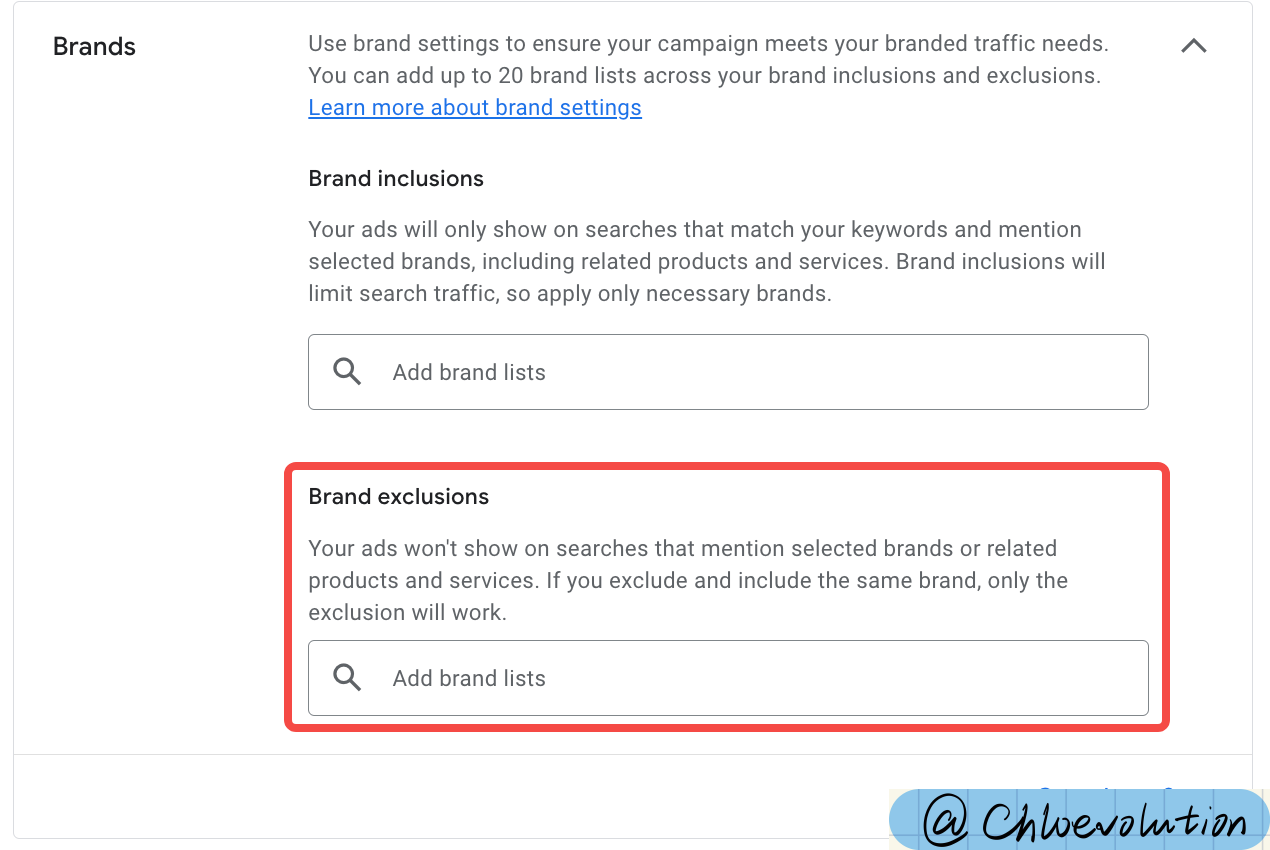 Brands
Use brand settings to ensure your campaign meets your branded traffic needs.
You can add up to 20 brand lists across your brand inclusions and exclusions.
Learn more about brand settings
Brand inclusions
Your ads will only show on searches that match your keywords and mention
selected brands, including related products and services. Brand inclusions will
limit search traffic, so apply only necessary brands.
Add brand lists
Brand exclusions
Your ads won't show on searches that mention selected brands or related
products and services. If you exclude and include the same brand, only the
exclusion will work.
Add brand lists
@Chloevolution